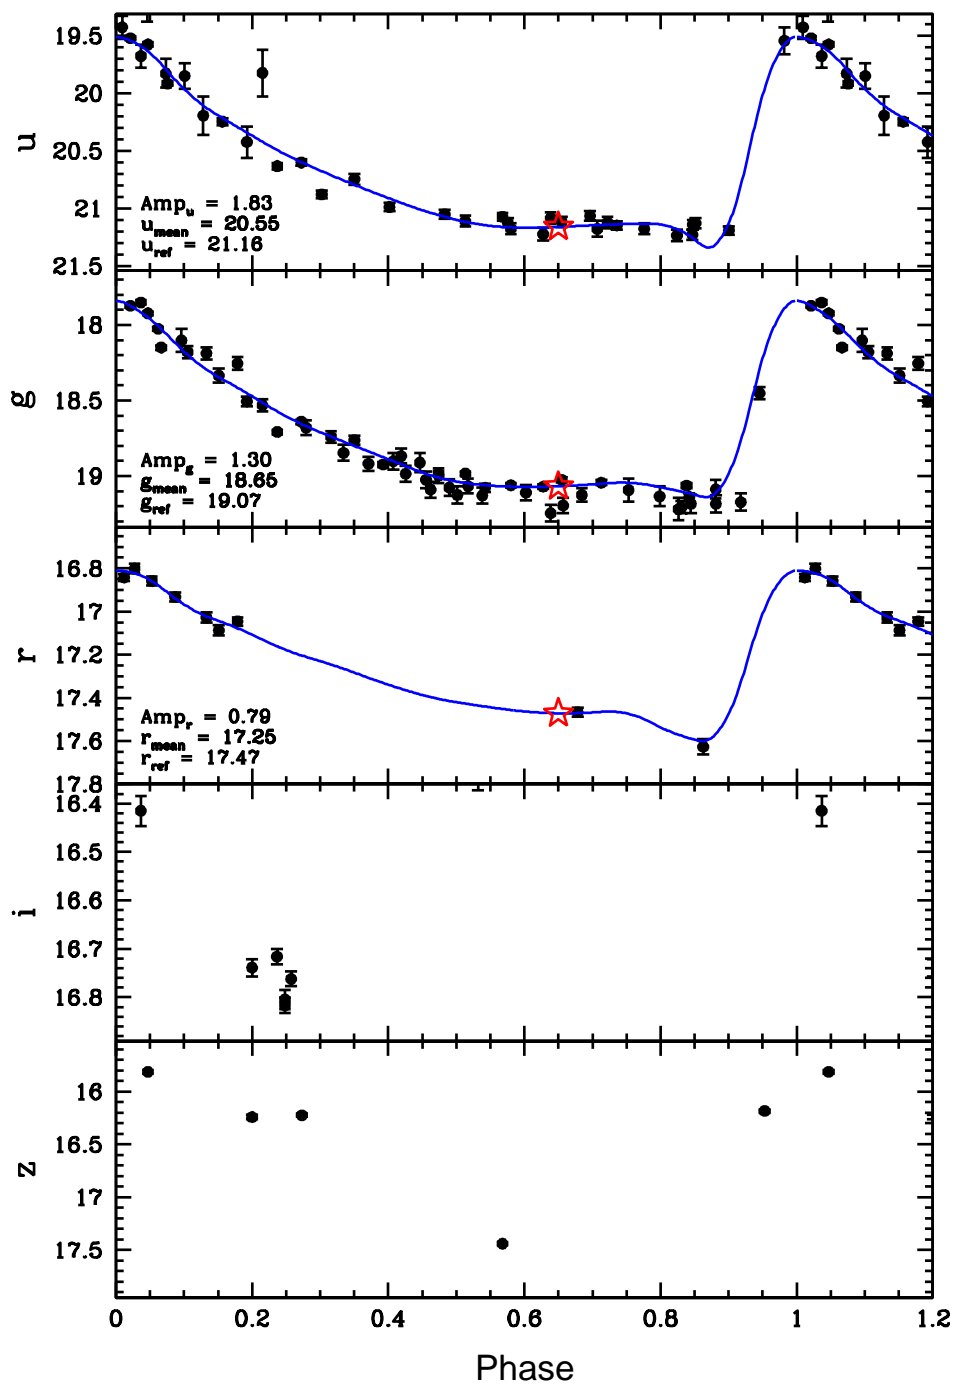 19.5
20
20.5
21
21.5
u
Amp_u = 1.83
u_mean = 20.55
u_ref = 21.16
18
18.5
19
g
Amp_g = 1.30
g_mean = 18.65
g_ref = 19.07
16.8
17
17.2
17.4
17.6
17.8
r
Amp_r = 0.79
r_mean = 17.25
r_ref = 17.47
16.4
16.5
16.6
16.7
16.8
i
16
16.5
17
17.5
z
0 0.2 0.4 0.6 0.8 1 1.2
Phase